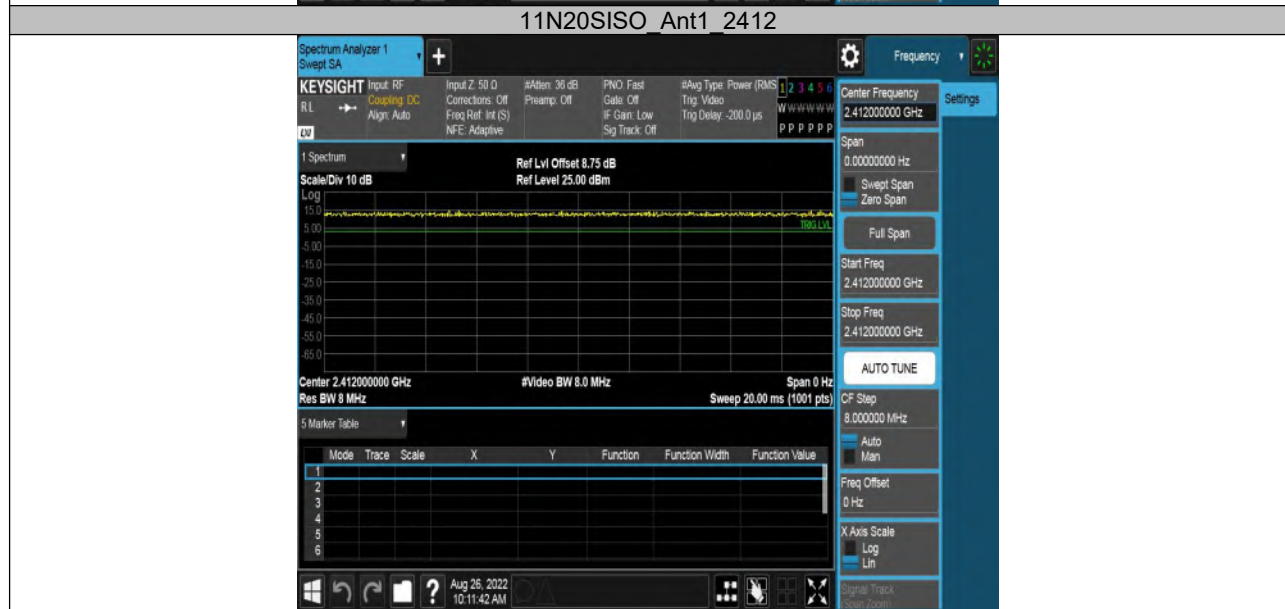 11N20SISO_Ant1_2412
Spectrum Analyzer 1
Swept SA
+
Frequency
KEYSIGHT
RL
LXI
Input: RF
Coupling: DC
Align: Auto
Input Z: 50 Ω
Corrections: Off
Freq Ref: Int (S)
NFE: Adaptive
#Atten: 36 dB
Preamp: Off
PNO: Fast
Gate: Off
IF Gain: Low
Sig Track: Off
#Avg Type: Power (RMS
Trig: Video
Trig Delay: -200.0 µs
1 2 3 4 5 6
W W W W W W
P P P P P P
Center Frequency
2.412000000 GHz
Settings
Span
0.00000000 Hz
Swept Span
Zero Span
Full Span
Start Freq
2.412000000 GHz
Stop Freq
2.412000000 GHz
AUTO TUNE
CF Step
8.000000 MHz
Auto
Man
Freq Offset
0 Hz
X Axis Scale
Log
Lin
Signal Track
(Span Zoom)
1 Spectrum
Scale/Div 10 dB
Ref Lvl Offset 8.75 dB
Ref Level 25.00 dBm
Log
15.0
5.00
TRIG LVL
-5.00
-15.0
-25.0
-35.0
-45.0
-55.0
-65.0
Center 2.412000000 GHz
#Video BW 8.0 MHz
Span 0 Hz
Res BW 8 MHz
Sweep 20.00 ms (1001 pts)
5 Marker Table
Mode Trace Scale X Y Function Function Width Function Value
1
2
3
4
5
6
?
Aug 26, 2022
10:11:42 AM